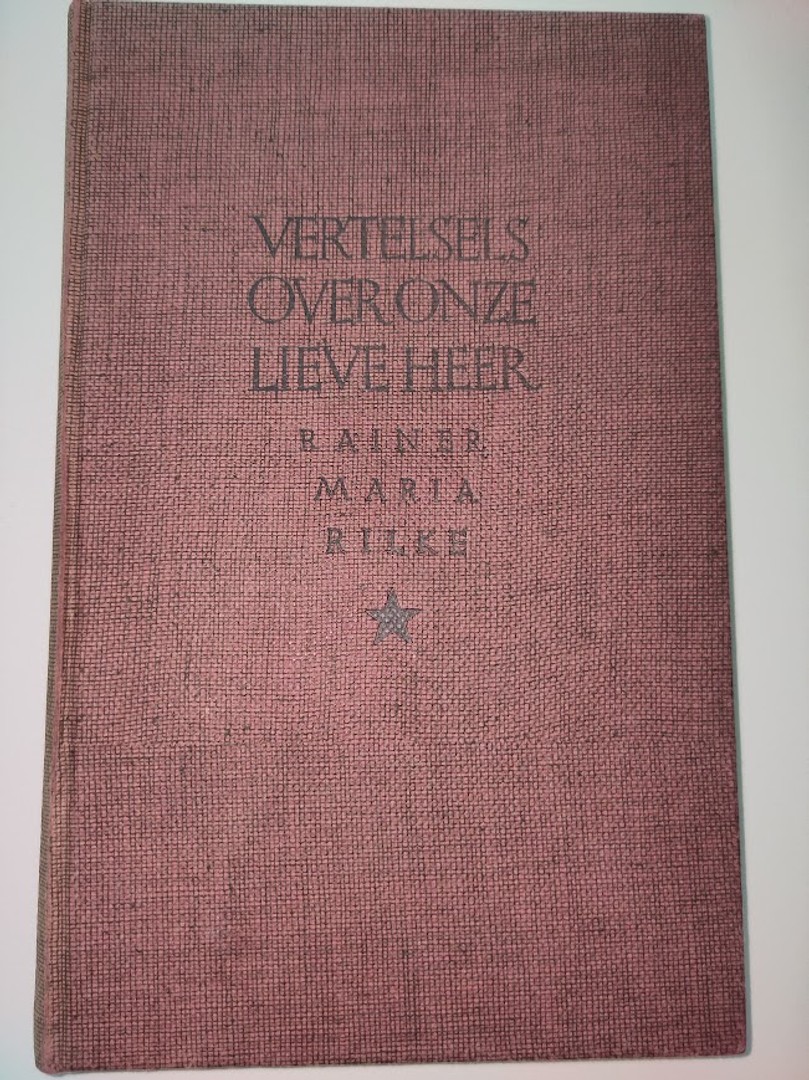 VERTELSELS
OVER ONZE
LIEVE HEER
RAINER
MARIA
RILKE